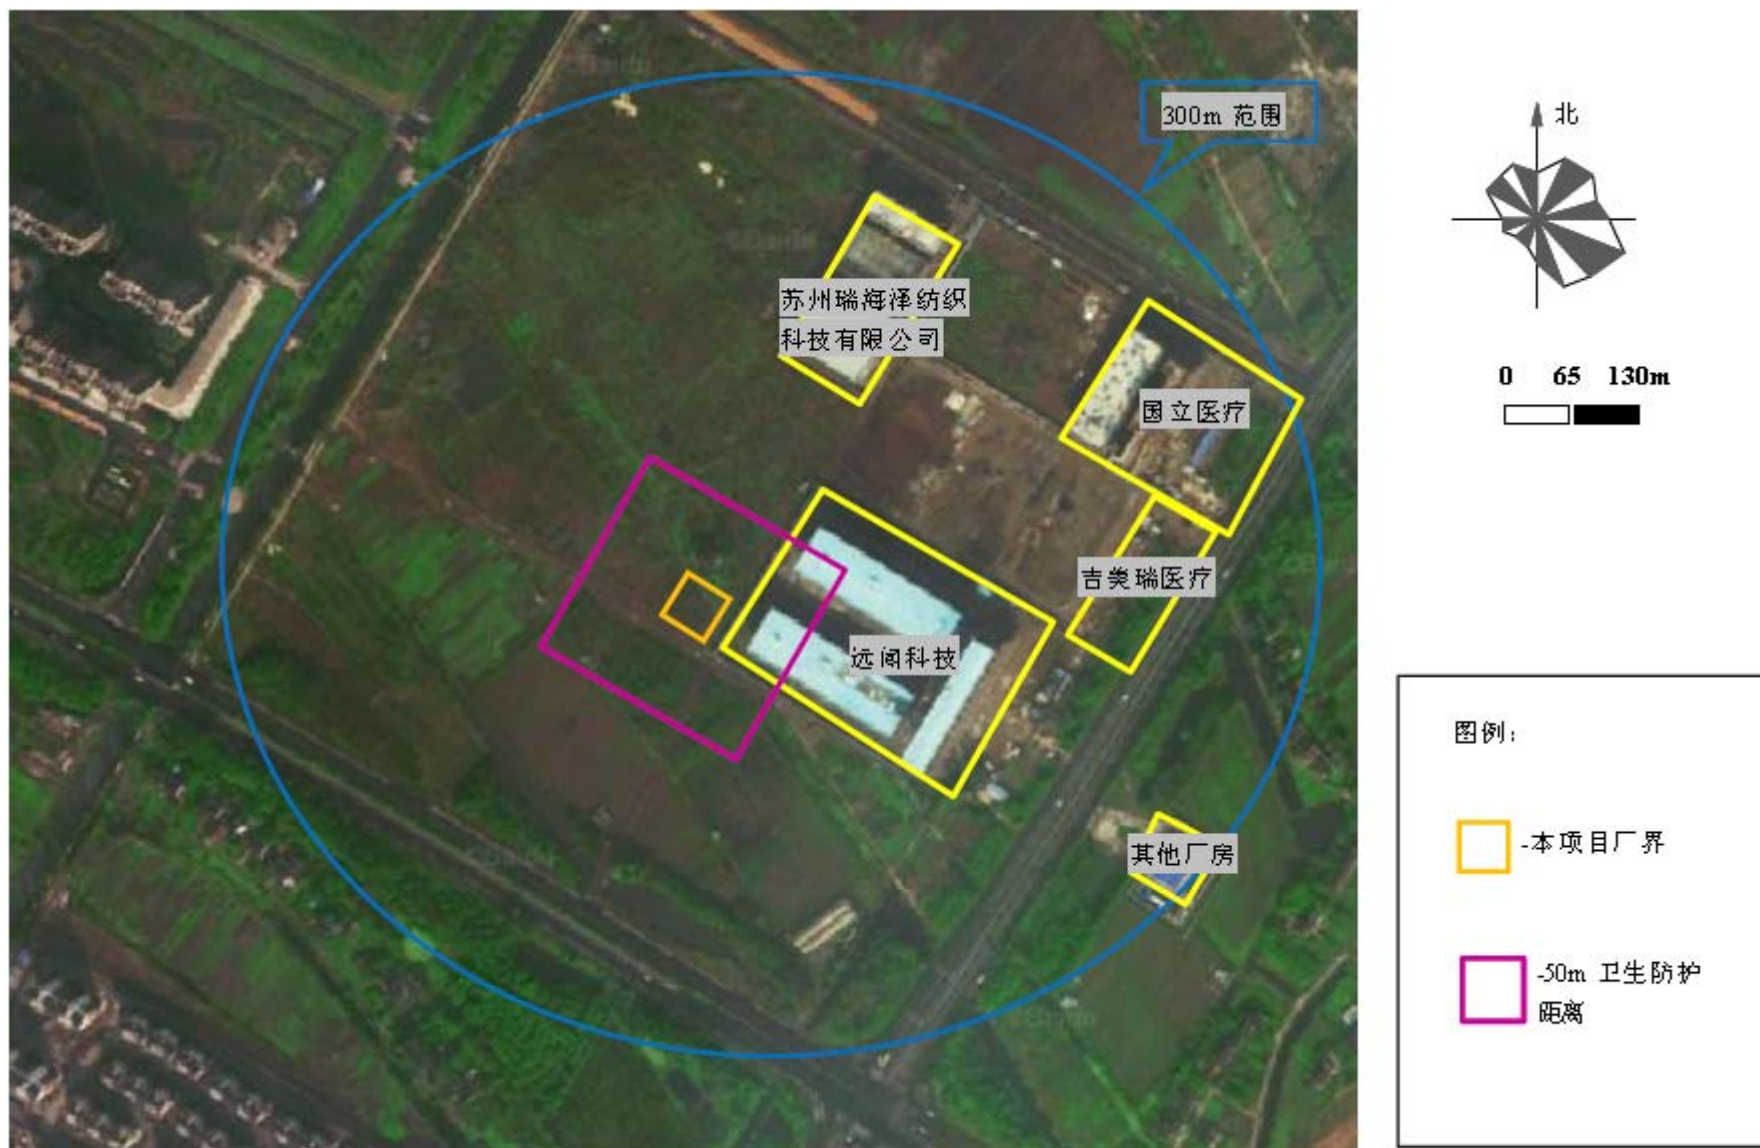 300m 范围
北
苏州瑞海泽纺织
科技有限公司
0 65 130m
国立医疗
吉美瑞医疗
远闻科技
图例：
其他厂房
-本项目厂界
-50m 卫生防护
距离